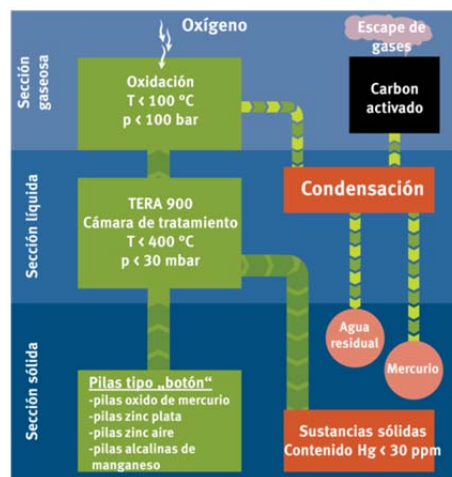 Oxígeno
Escape de
gases
Sección
gaseosa
Oxidación
T < 100 °C
p < 100 bar
Carbon
activado
Sección líquida
TERA 900
Cámara de tratamiento
T < 400 °C
p < 30 mbar
Condensación
Agua
residual
Mercurio
Sección sólida
Pilas tipo „botón“
-pilas oxido de mercurio
-pilas zinc plata
-pilas zinc aire
-pilas alcalinas de
manganeso
Sustancias sólidas
Contenido Hg < 30 ppm